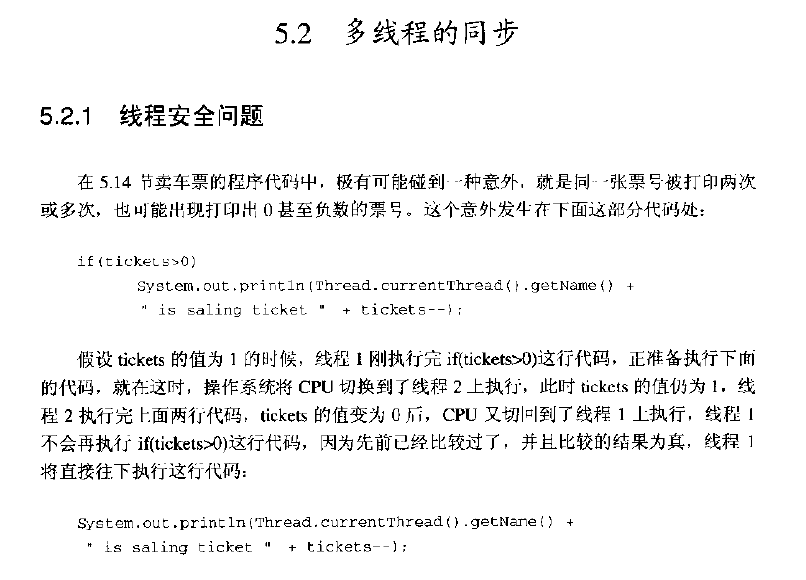 5.2 多线程的同步
5.2.1 线程安全问题
在 5.14 节卖车票的程序代码中，极有可能碰到一种意外，就是同一张票号被打印两次
或多次，也可能出现打印出 0 甚至负数的票号。这个意外发生在下面这部分代码处：
if(tickets>0)
System.out.println(Thread.currentThread().getName() +
" is saling ticket " + tickets--);
假设 tickets 的值为 1 的时候，线程 1 刚执行完 if(tickets>0)这行代码，正准备执行下面
的代码，就在这时，操作系统将 CPU 切换到了线程 2 上执行，此时 tickets 的值仍为 1，线
程 2 执行完上面两行代码，tickets 的值变为 0 后，CPU 又切回到了线程 1 上执行，线程 1
不会再执行 if(tickets>0)这行代码，因为先前已经比较过了，并且比较的结果为真，线程 1
将直接往下执行这行代码：
System.out.println(Thread.currentThread().getName() +
" is saling ticket " + tickets--);